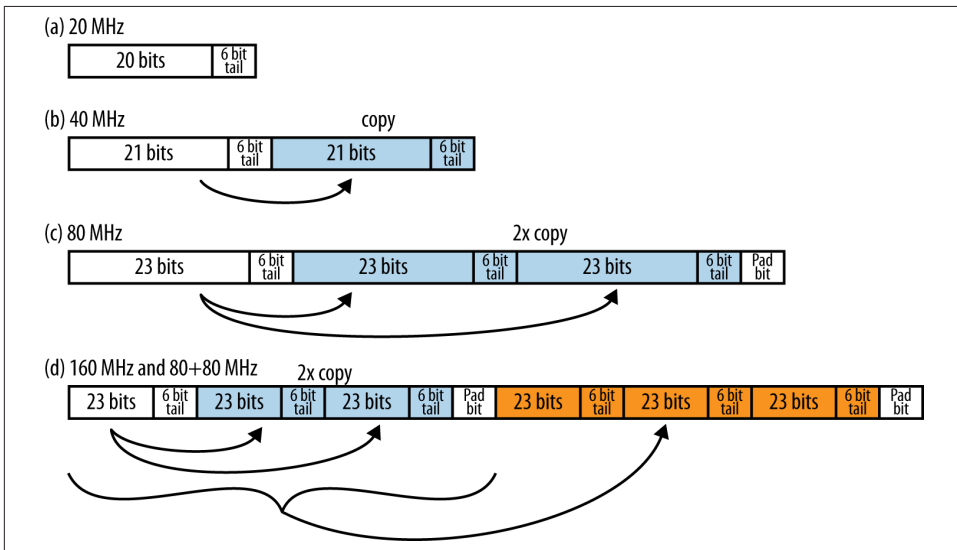 (a) 20 MHz
20 bits
6 bit
tail
(b) 40 MHz
copy
21 bits
6 bit
tail
21 bits
6 bit
tail
(c) 80 MHz
2x copy
23 bits
6 bit
tail
23 bits
6 bit
tail
23 bits
6 bit
tail
Pad
bit
(d) 160 MHz and 80+80 MHz
2x copy
23 bits
6 bit
tail
23 bits
6 bit
tail
23 bits
6 bit
tail
Pad
bit
23 bits
6 bit
tail
23 bits
6 bit
tail
23 bits
6 bit
tail
Pad
bit